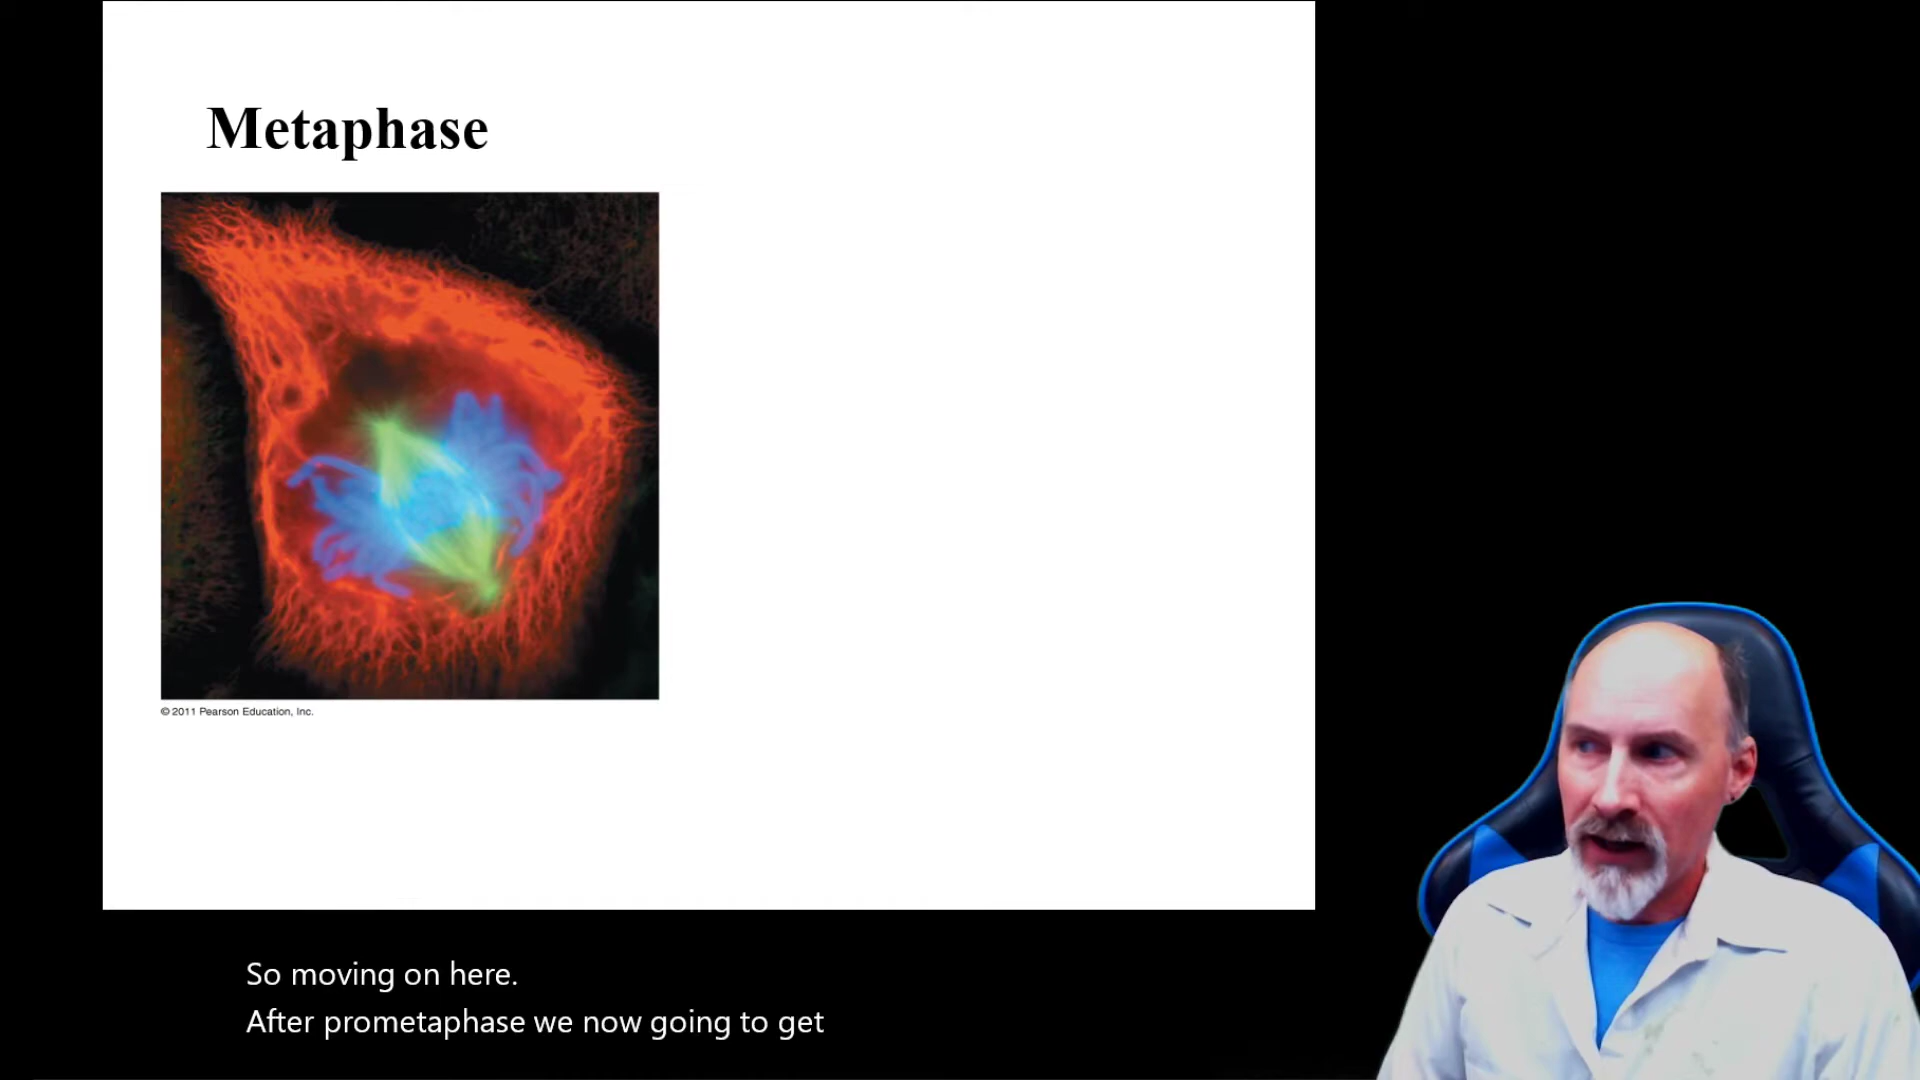 Metaphase
© 2011 Pearson Education, Inc.
So moving on here.
After prometaphase we now going to get